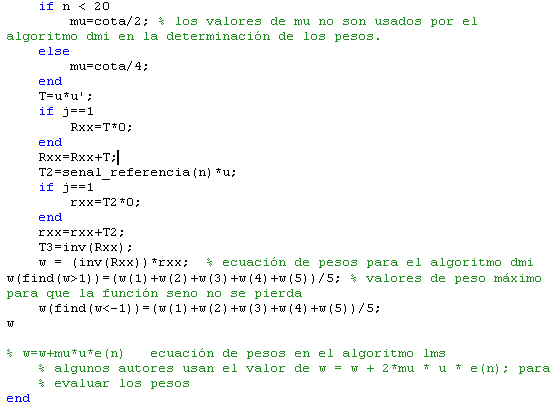 if n < 20
mu=cota/2; % los valores de mu no son usados por el
algoritmo dmi en la determinación de los pesos.
else
mu=cota/4;
end
T=u*u';
if j==1
Rxx=T*0;
end
Rxx=Rxx+T;
T2=senal_referencia(n)*u;
if j==1
rxx=T2*0;
end
rxx=rxx+T2;
T3=inv(Rxx);
w = (inv(Rxx))*rxx; % ecuación de pesos para el algoritmo dmi
w(find(w>1))=(w(1)+w(2)+w(3)+w(4)+w(5))/5; % valores de peso máximo
para que la función seno no se pierda
w(find(w<-1))=(w(1)+w(2)+w(3)+w(4)+w(5))/5;
w
% w=w+mu*u*e(n) ecuación de pesos en el algoritmo lms
% algunos autores usan el valor de w = w + 2*mu * u * e(n); para
% evaluar los pesos
end